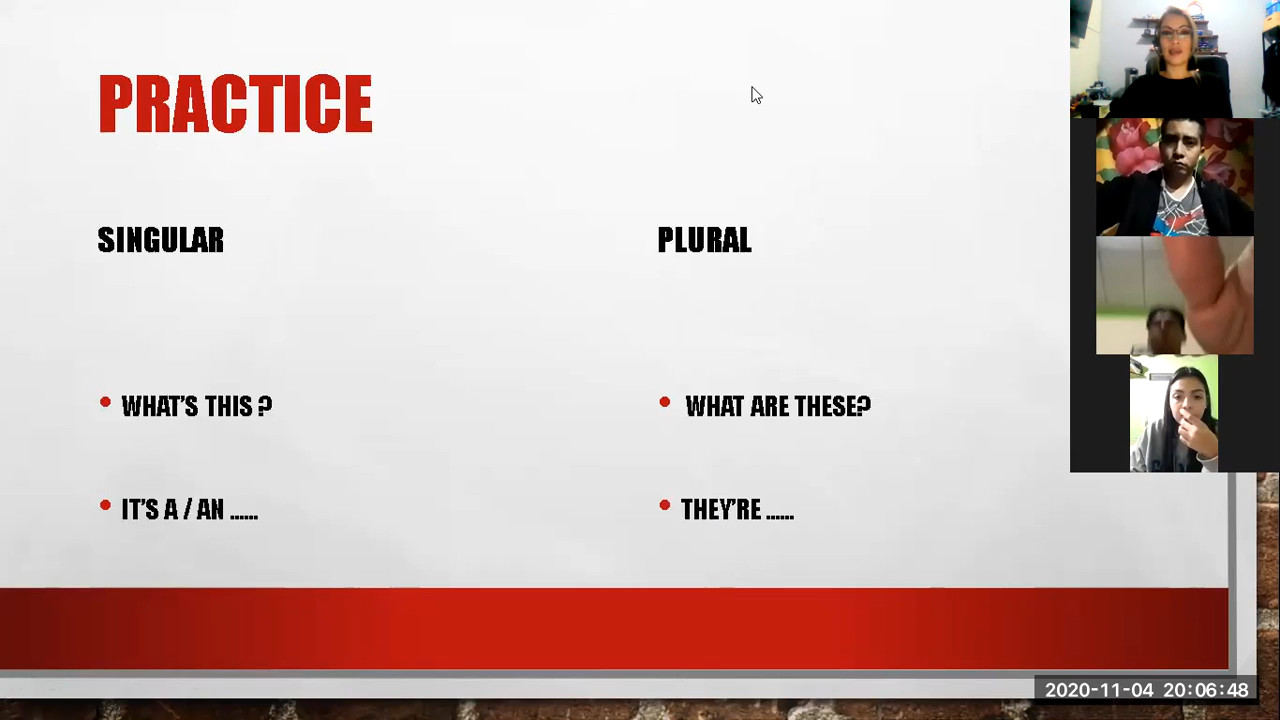 PRACTICE
SINGULAR
PLURAL
WHAT'S THIS ?
WHAT ARE THESE?
IT'S A / AN ......
THEY'RE ......
2020-11-04 20:06:48